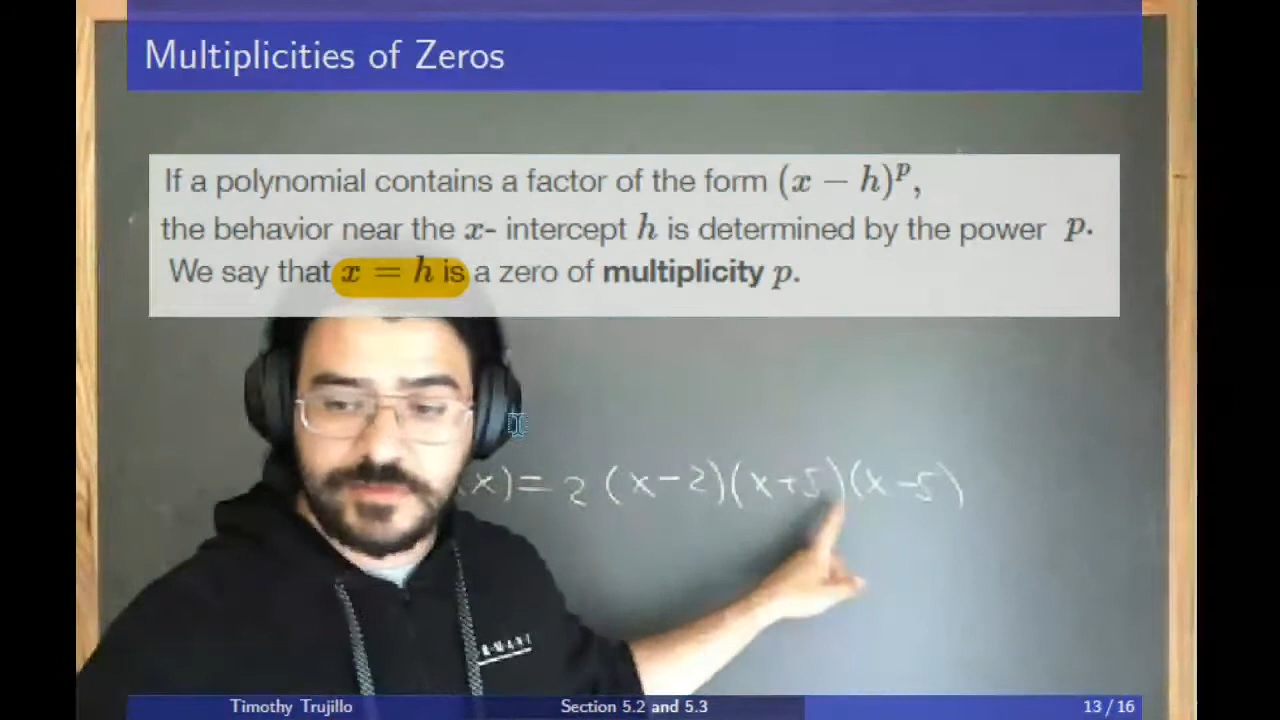 Multiplicities of Zeros
If a polynomial contains a factor of the form (x − h)^p,
the behavior near the x- intercept h is determined by the power p.
We say that x = h is a zero of multiplicity p.
(x) = 2 (x-2)(x+5)(x-5)
Timothy Trujillo Section 5.2 and 5.3 13 / 16